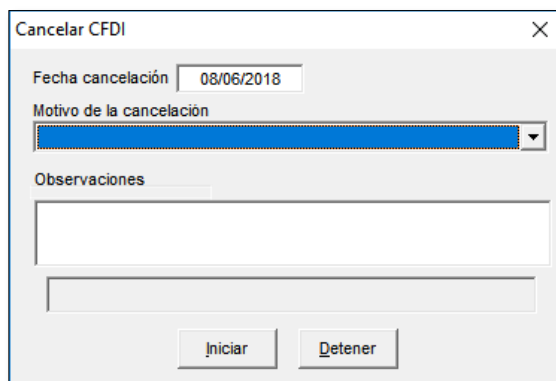 Cancelar CFDI
Fecha cancelación 08/06/2018
Motivo de la cancelación
Observaciones
Iniciar Detener